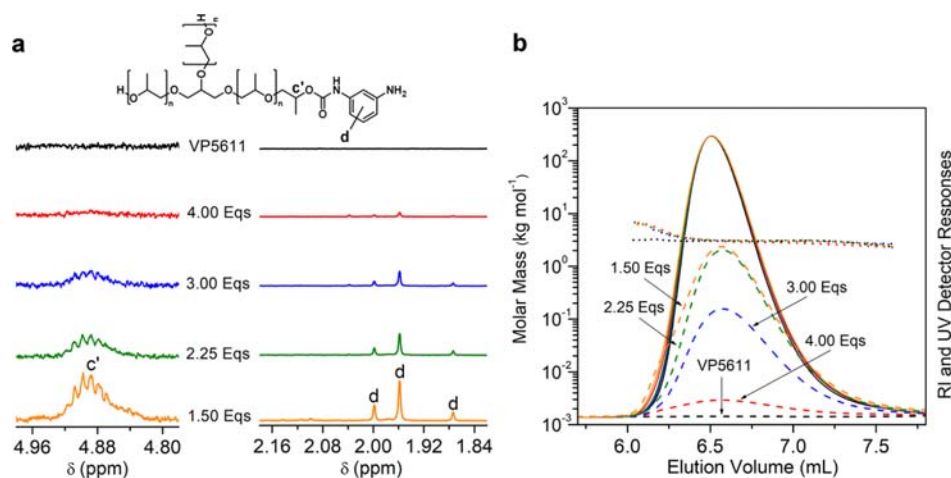 a
H
O
n
O
c'
H
N
NH₂
H
O
n
O
O
O
n
O
O
d
VP5611
4.00 Eqs
3.00 Eqs
2.25 Eqs
c'
1.50 Eqs
d
d
d
4.96 4.88 4.80
δ (ppm)
2.16 2.08 2.00 1.92 1.84
δ (ppm)
b
Molar Mass (kg mol⁻¹)
10³
10²
10¹
10⁰
10⁻¹
10⁻²
10⁻³
1.50 Eqs
2.25 Eqs
3.00 Eqs
VP5611
4.00 Eqs
6.0 6.5 7.0 7.5
Elution Volume (mL)
RI and UV Detector Responses